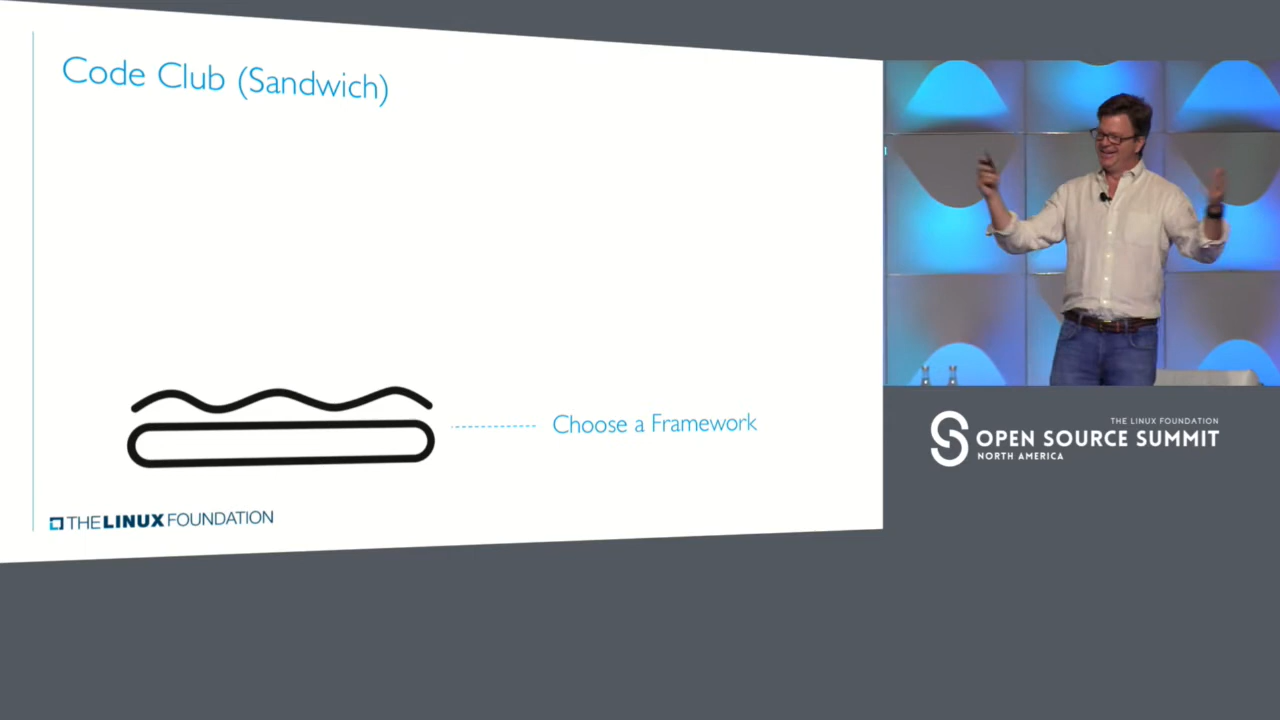 Code Club (Sandwich)
Choose a Framework
THE LINUX FOUNDATION
THE LINUX FOUNDATION
OPEN SOURCE SUMMIT
NORTH AMERICA